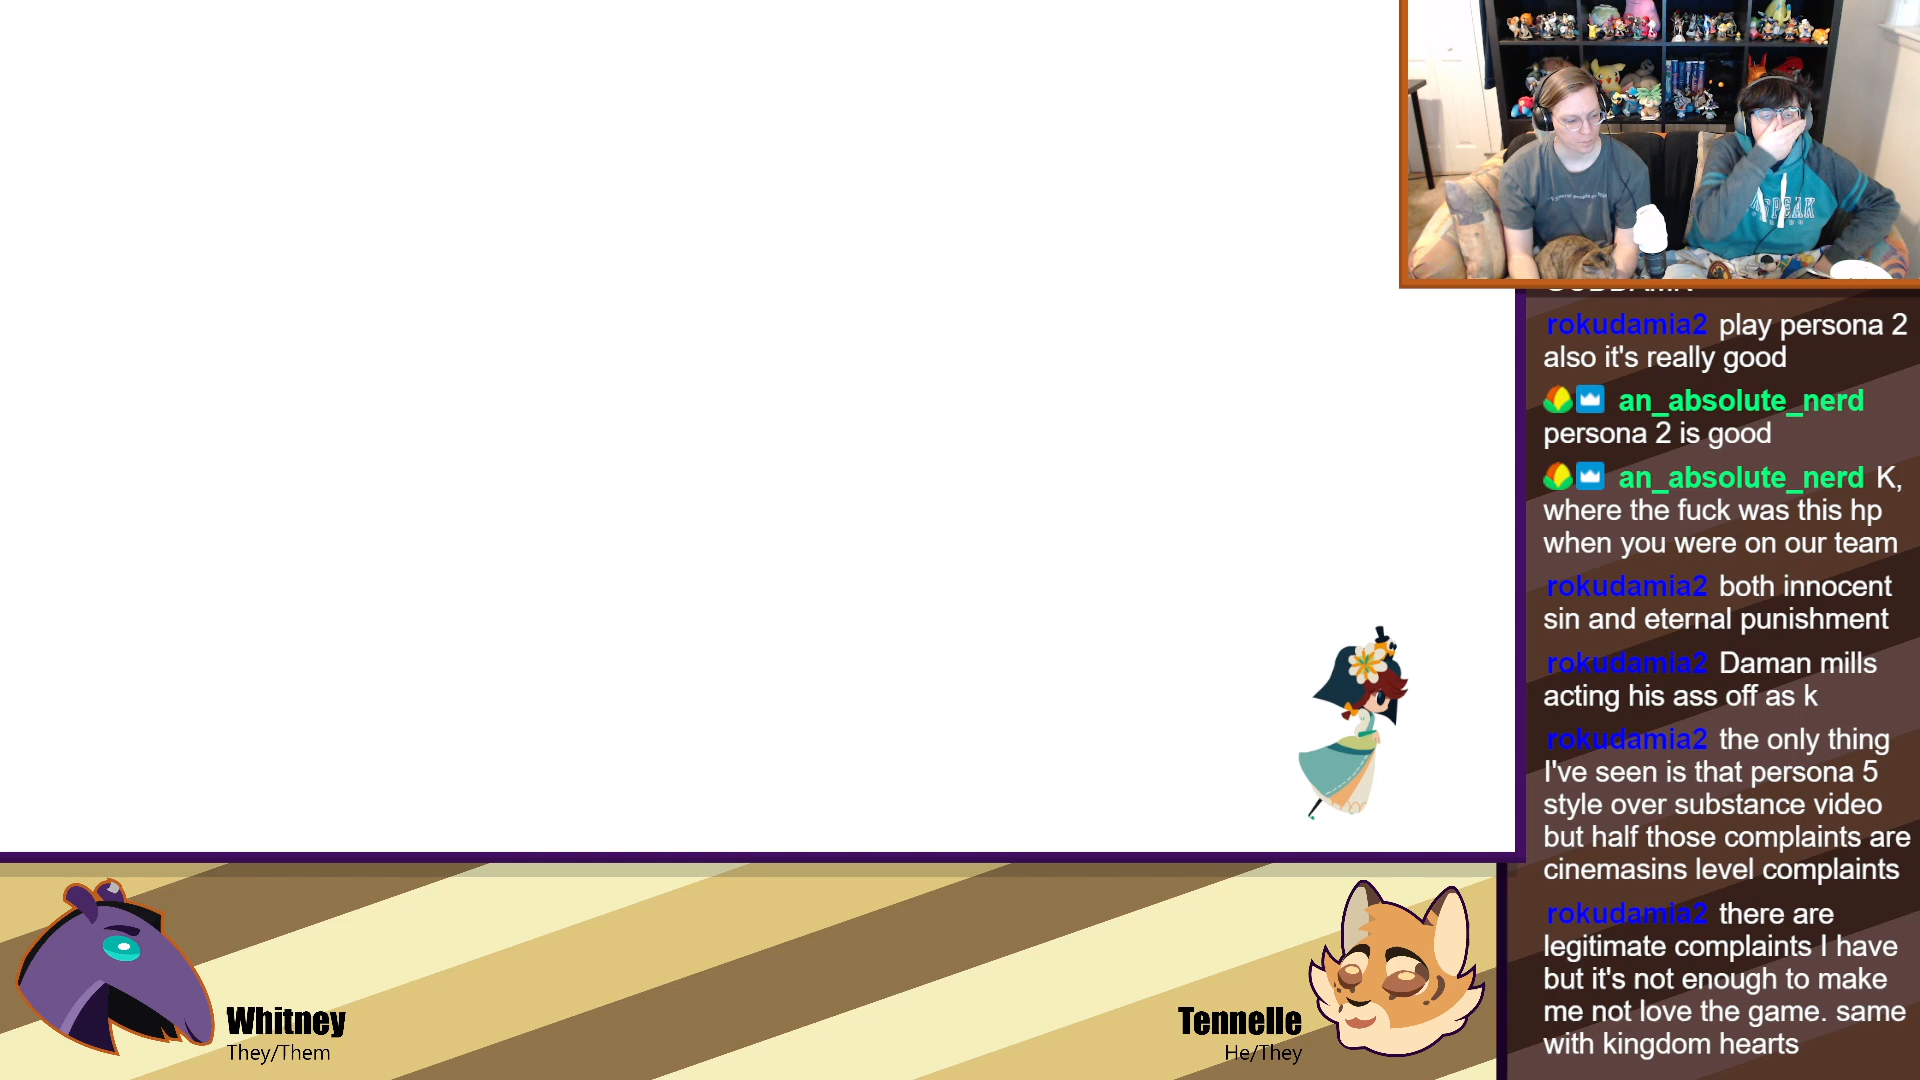 rokudamia2 play persona 2
also it's really good
an_absolute_nerd
persona 2 is good
an_absolute_nerd K,
where the fuck was this hp
when you were on our team
rokudamia2 both innocent
sin and eternal punishment
rokudamia2 Daman mills
acting his ass off as k
rokudamia2 the only thing
I've seen is that persona 5
style over substance video
but half those complaints are
cinemasins level complaints
rokudamia2 there are
legitimate complaints I have
but it's not enough to make
me not love the game. same
with kingdom hearts
Whitney
They/Them
Tennelle
He/They